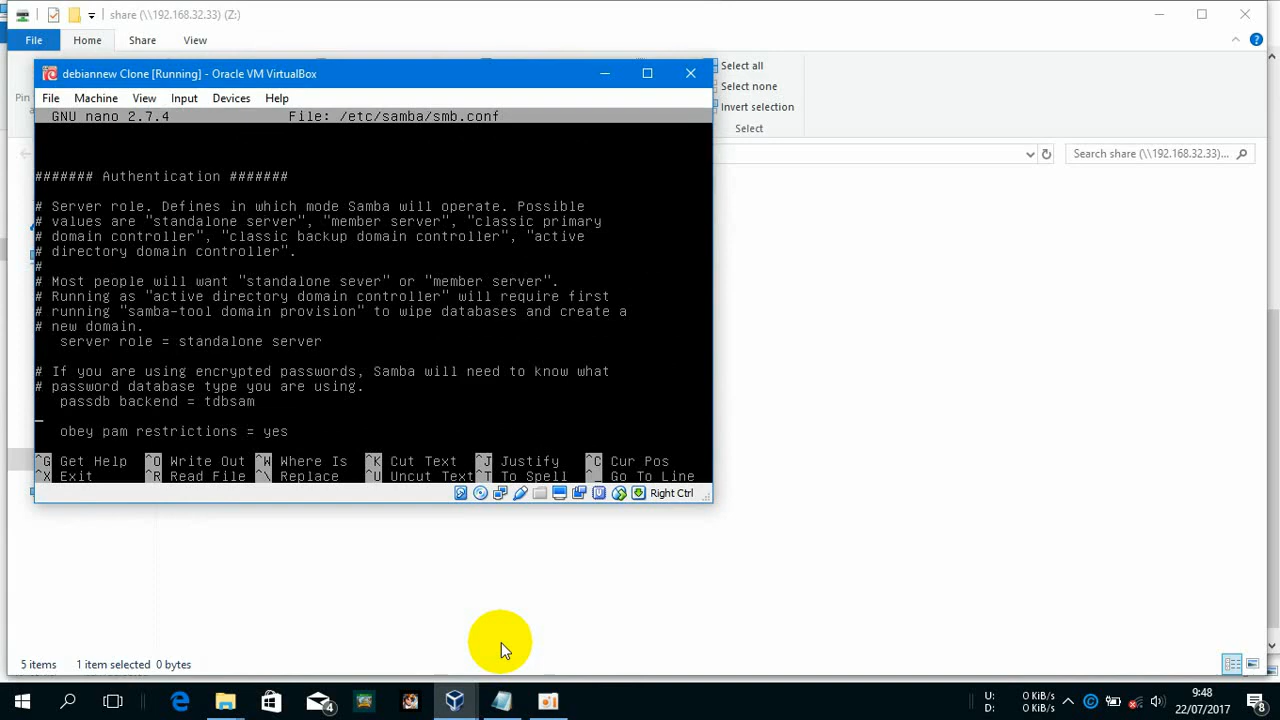 share (\\192.168.32.33) (Z:)
File Home Share View
Pin
Select all
Select none
Invert selection
Select
Search share (\\192.168.32.33)...
debiannew Clone [Running] - Oracle VM VirtualBox
File Machine View Input Devices Help
GNU nano 2.7.4 File: /etc/samba/smb.conf
####### Authentication #######
# Server role. Defines in which mode Samba will operate. Possible
# values are "standalone server", "member server", "classic primary
# domain controller", "classic backup domain controller", "active
# directory domain controller".
#
# Most people will want "standalone sever" or "member server".
# Running as "active directory domain controller" will require first
# running "samba-tool domain provision" to wipe databases and create a
# new domain.
server role = standalone server
# If you are using encrypted passwords, Samba will need to know what
# password database type you are using.
passdb backend = tdbsam
obey pam restrictions = yes
^G Get Help ^O Write Out ^W Where Is ^K Cut Text ^J Justify ^C Cur Pos
^X Exit ^R Read File ^\ Replace ^U Uncut Text ^T To Spell ^_ Go To Line
Right Ctrl
5 items 1 item selected 0 bytes
4
U: 0 KiB/s
D: 0 KiB/s
9:48
22/07/2017
8